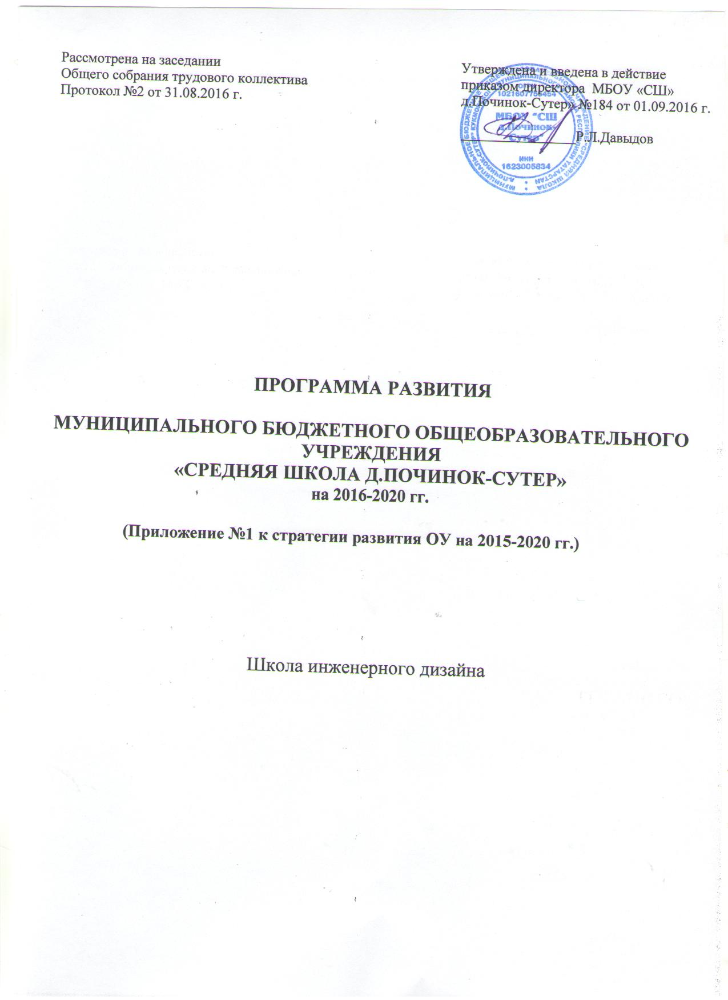 Рассмотрена на заседании
Общего собрания трудового коллектива
Протокол №2 от 31.08.2016 г.
Утверждена и введена в действие
приказом директора МБОУ «СШ»
д.Починок-Сутер» №184 от 01.09.2016 г.
Р.Л.Давыдов
1021607755454
МБОУ "СШ
д.Починок-
Сутер"
ИНН
1623005834
ПРОГРАММА РАЗВИТИЯ
МУНИЦИПАЛЬНОГО БЮДЖЕТНОГО ОБЩЕОБРАЗОВАТЕЛЬНОГО
УЧРЕЖДЕНИЯ
«СРЕДНЯЯ ШКОЛА Д.ПОЧИНОК-СУТЕР»
на 2016-2020 гг.
(Приложение №1 к стратегии развития ОУ на 2015-2020 гг.)
Школа инженерного дизайна